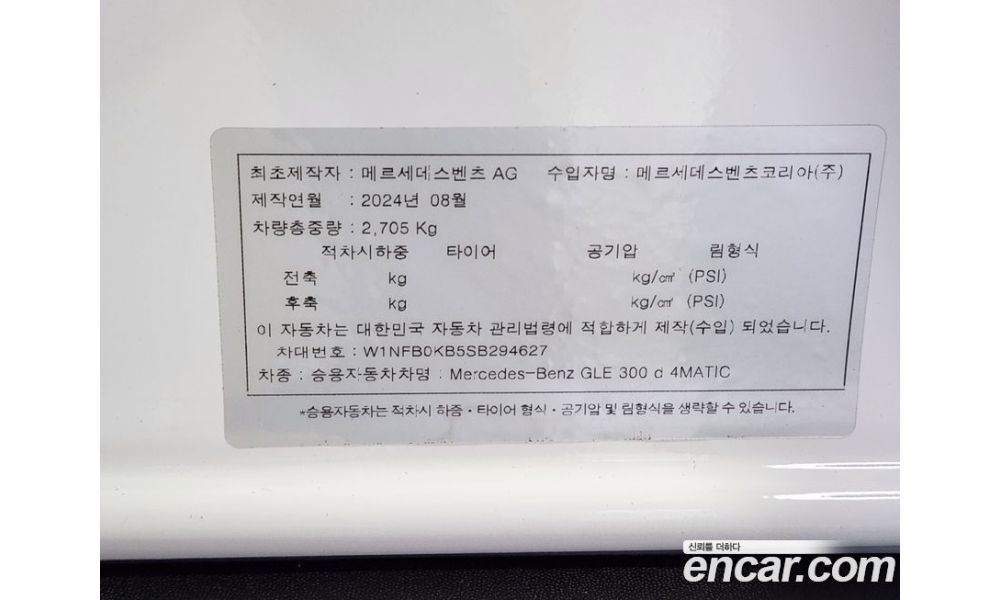 최초제작자 : 메르세데스벤츠 AG 수입자명 : 메르세데스벤츠코리아(주)
제작연월 : 2024년 08월
차량총중량 : 2,705 Kg
적차시하중 타이어 공기압 림형식
전축 kg kg/㎠ (PSI)
후축 kg kg/㎠ (PSI)
이 자동차는 대한민국 자동차 관리법령에 적합하게 제작(수입) 되었습니다.
차대번호 : W1NFB0KB5SB294627
차종 : 승용자동차차명 : Mercedes-Benz GLE 300 d 4MATIC
*승용자동차는 적차시 하중·타이어 형식·공기압 및 림형식을 생략할 수 있습니다.
신뢰를 더하다
encar.com